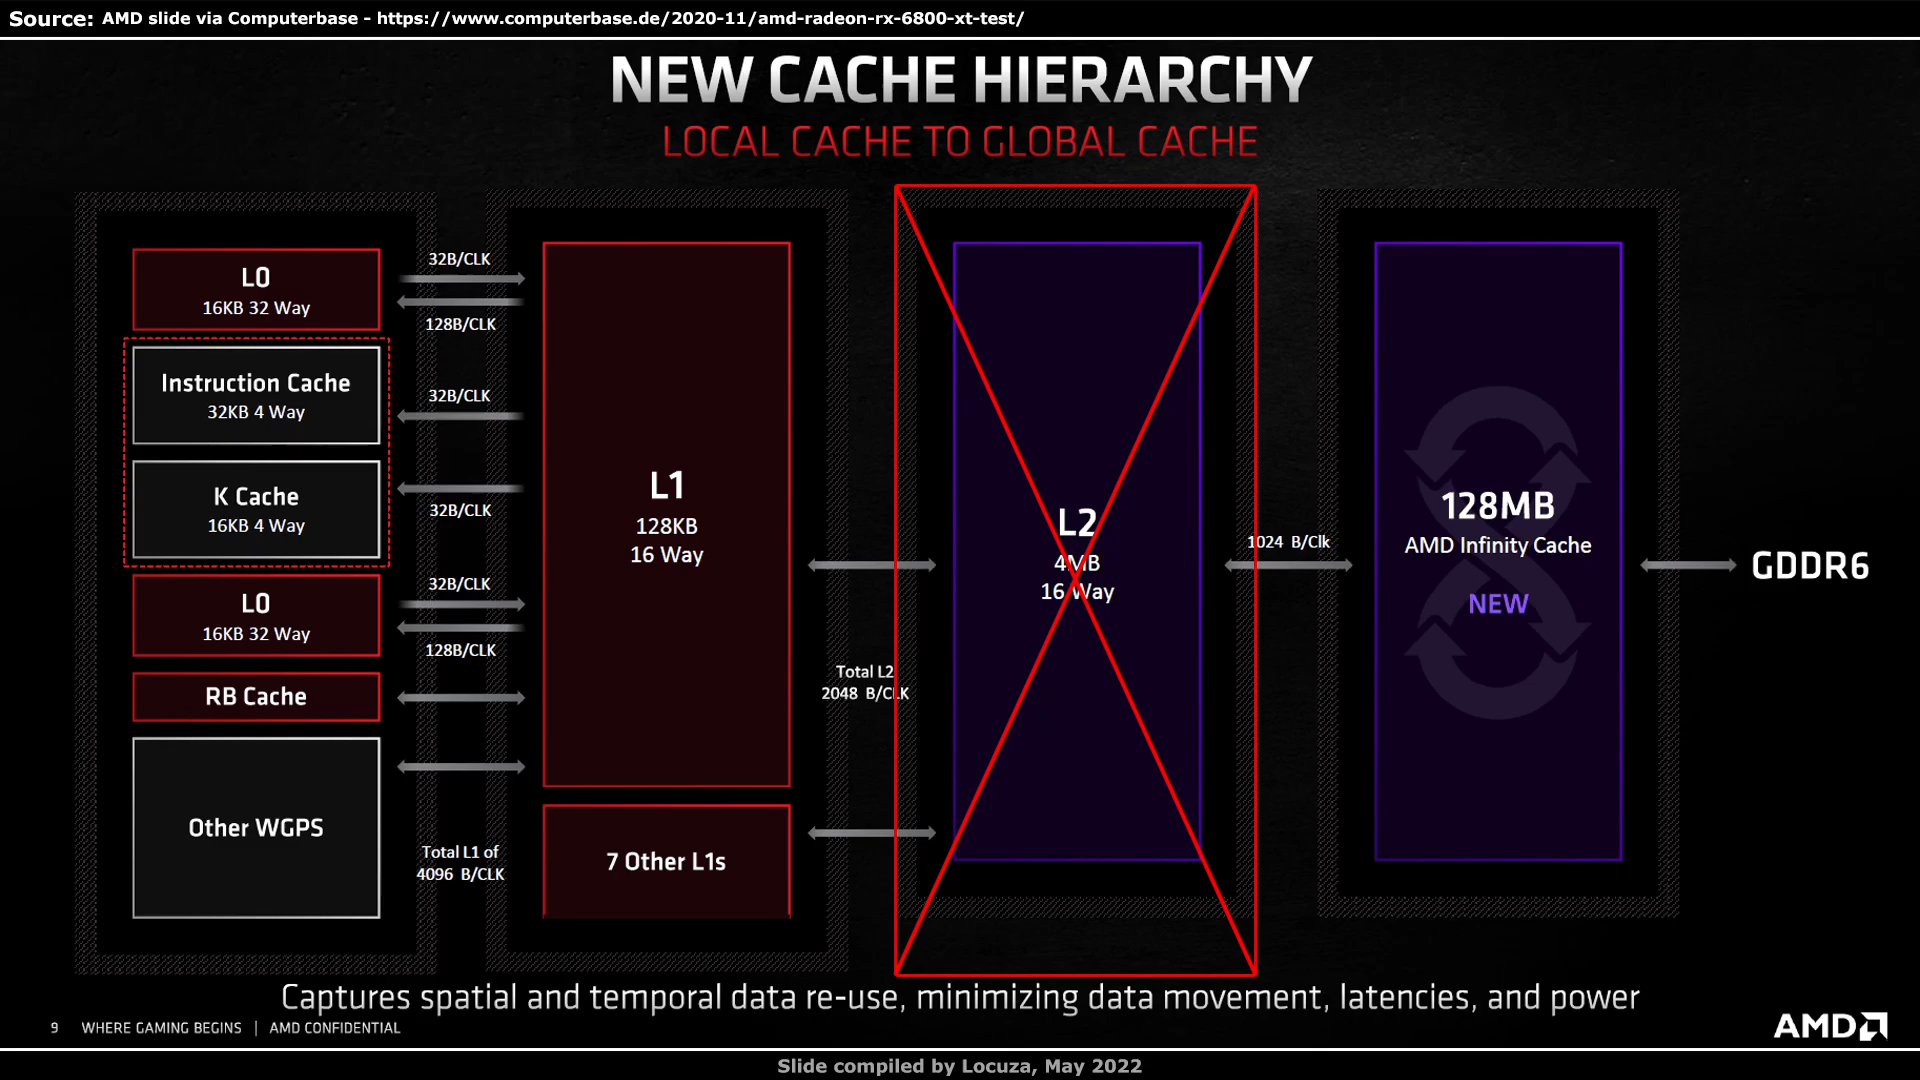 Source: AMD slide via Computerbase - https://www.computerbase.de/2020-11/amd-radeon-rx-6800-xt-test/
NEW CACHE HIERARCHY
LOCAL CACHE TO GLOBAL CACHE
L0
16KB 32 Way
Instruction Cache
32KB 4 Way
K Cache
16KB 4 Way
L0
16KB 32 Way
RB Cache
Other WGPS
32B/CLK
128B/CLK
32B/CLK
32B/CLK
32B/CLK
128B/CLK
Total L1 of
4096 B/CLK
L1
128KB
16 Way
7 Other L1s
Total L2
2048 B/CLK
L2
4MB
16 Way
1024 B/Clk
128MB
AMD Infinity Cache
NEW
GDDR6
Captures spatial and temporal data re-use, minimizing data movement, latencies, and power
9 WHERE GAMING BEGINS | AMD CONFIDENTIAL
AMD
Slide compiled by Locuza, May 2022